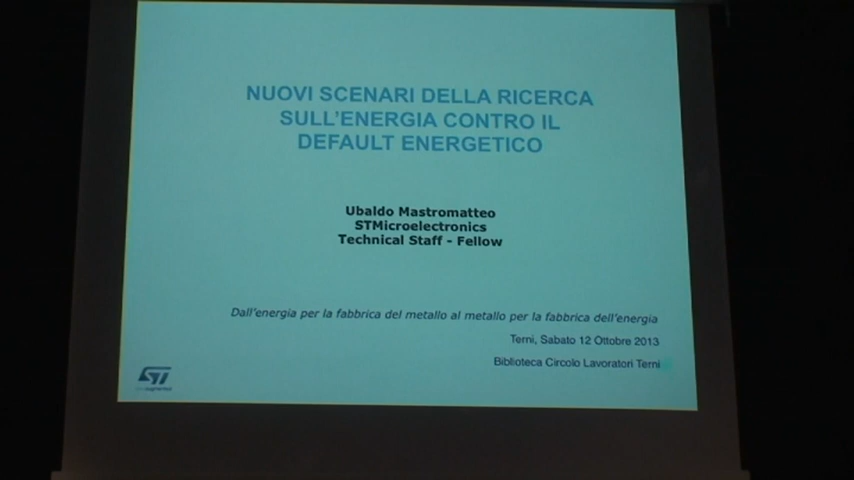 NUOVI SCENARI DELLA RICERCA
SULL'ENERGIA CONTRO IL
DEFAULT ENERGETICO
Ubaldo Mastromatteo
STMicroelectronics
Technical Staff - Fellow
Dall'energia per la fabbrica del metallo al metallo per la fabbrica dell'energia
Terni, Sabato 12 Ottobre 2013
Biblioteca Circolo Lavoratori Terni
ST